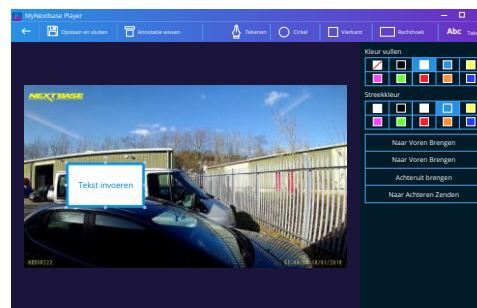 MyNextbase Player
Opslaan en sluiten
Annotatie wissen
Tekenen
Cirkel
Vierkant
Rechthoek
Abc
Kleur vullen
NEXTBASE
Streekkleur
Naar Voren Brengen
Naar Voren Brengen
Achteruit brengen
Naar Achteren Zenden
Tekst invoeren